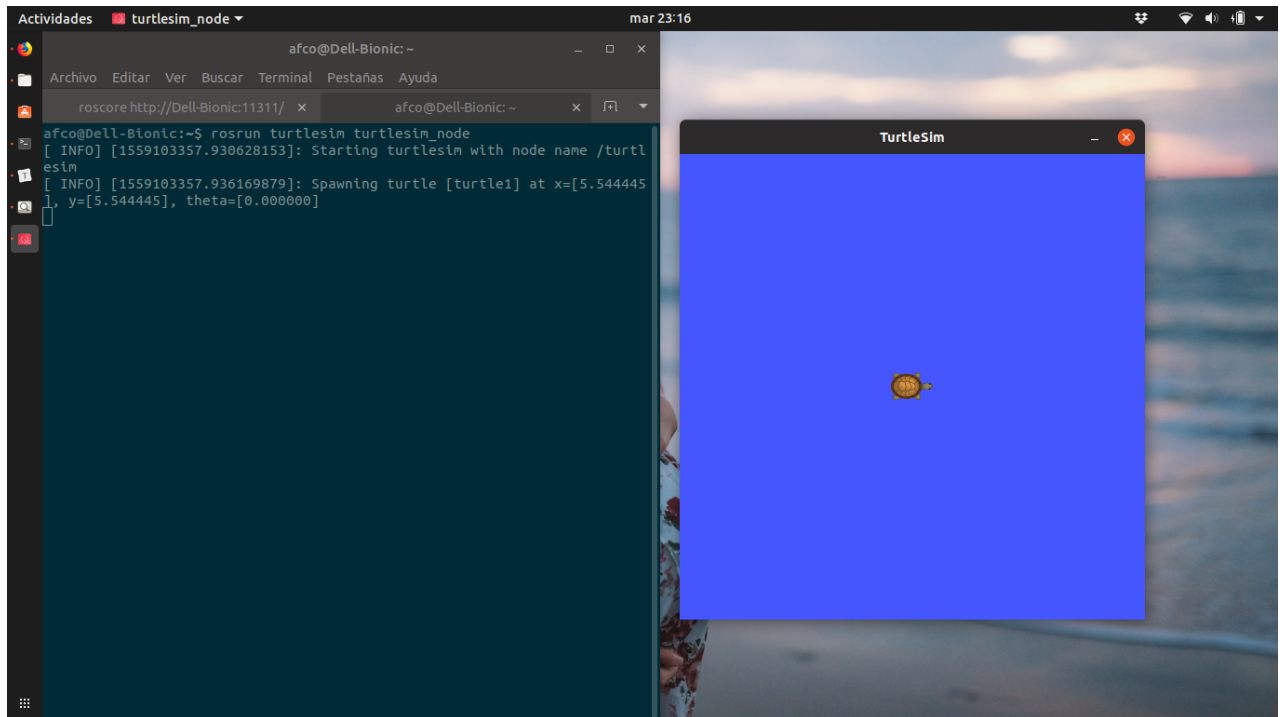 Actividades turtlesim_node mar 23:16
afco@Dell-Bionic: ~
Archivo Editar Ver Buscar Terminal Pestañas Ayuda
roscore http://Dell-Bionic:11311/ afco@Dell-Bionic: ~
afco@Dell-Bionic:~$ rosrun turtlesim turtlesim_node
[ INFO] [1559103357.930628153]: Starting turtlesim with node name /turtl
esim
[ INFO] [1559103357.936169879]: Spawning turtle [turtle1] at x=[5.544445
], y=[5.544445], theta=[0.000000]
TurtleSim